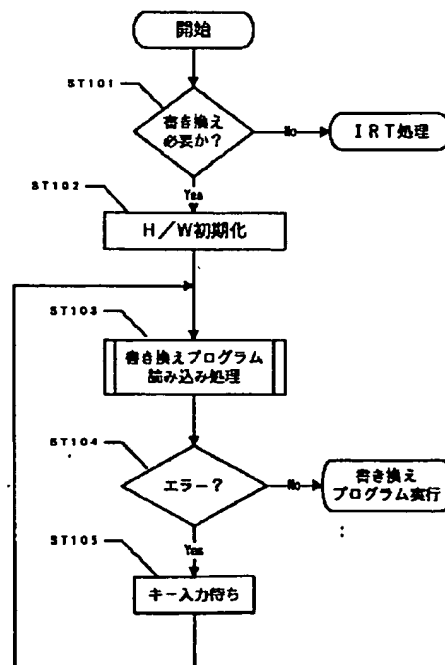 開始
ST101
書き換え
必要か?
No
IRT処理
Yes
ST102
H/W初期化
ST103
書き換えプログラム
読み込み処理
ST104
エラー?
No
書き換え
プログラム実行
Yes
ST105
キー入力待ち